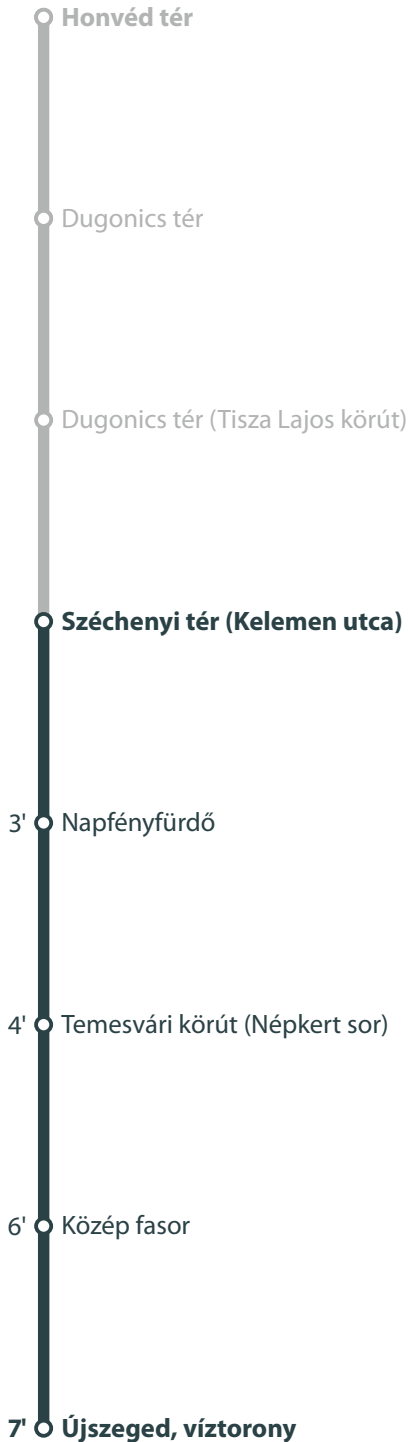 Honvéd tér
Dugonics tér
Dugonics tér (Tisza Lajos körút)
Széchenyi tér (Kelemen utca)
3' Napfényfürdő
4' Temesvári körút (Népkert sor)
6' Közép fasor
7' Újszeged, víztorony